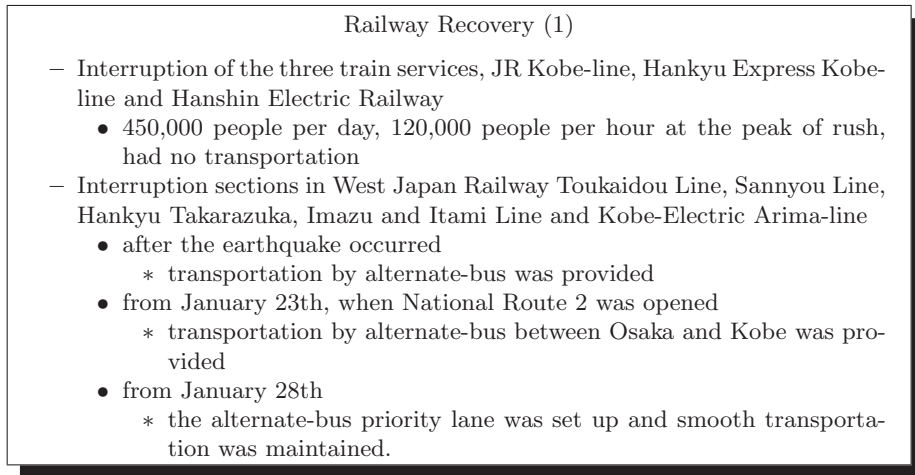 Railway Recovery (1)
– Interruption of the three train services, JR Kobe-line, Hankyu Express Kobe-
line and Hanshin Electric Railway
• 450,000 people per day, 120,000 people per hour at the peak of rush,
had no transportation
– Interruption sections in West Japan Railway Toukaidou Line, Sannyou Line,
Hankyu Takarazuka, Imazu and Itami Line and Kobe-Electric Arima-line
• after the earthquake occurred
∗ transportation by alternate-bus was provided
• from January 23th, when National Route 2 was opened
∗ transportation by alternate-bus between Osaka and Kobe was pro-
vided
• from January 28th
∗ the alternate-bus priority lane was set up and smooth transporta-
tion was maintained.